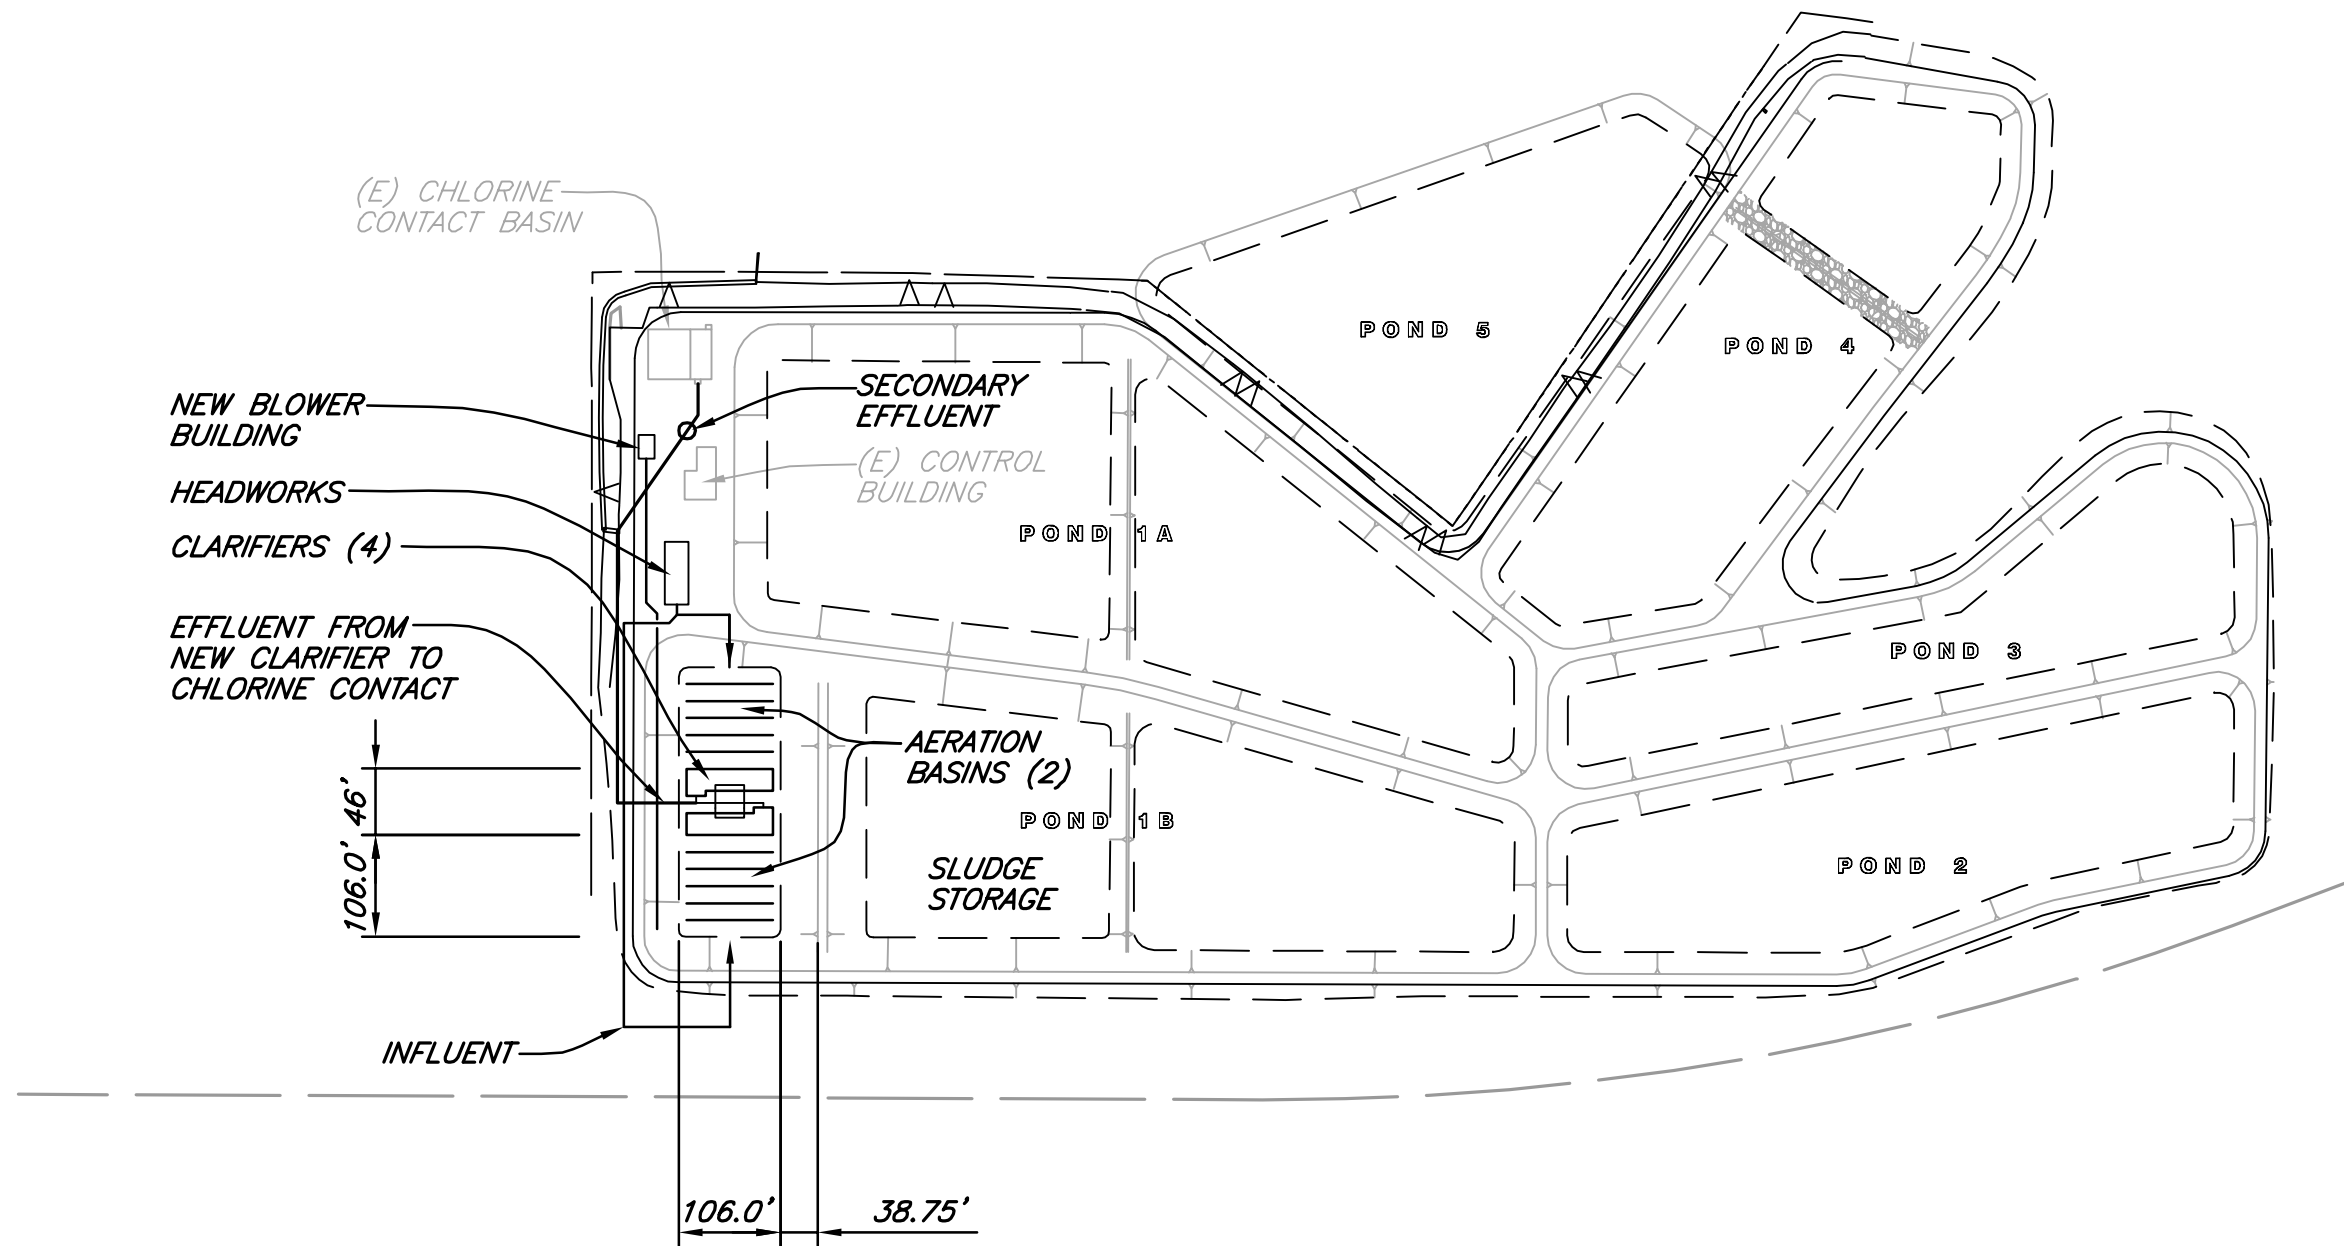 (E) CHLORINE
CONTACT BASIN
POND 5
POND 4
NEW BLOWER
BUILDING
SECONDARY
EFFLUENT
(E) CONTROL
BUILDING
HEADWORKS
POND 1A
CLARIFIERS (4)
EFFLUENT FROM
NEW CLARIFIER TO
CHLORINE CONTACT
POND 3
AERATION
BASINS (2)
46'
POND 1B
106.0'
SLUDGE
STORAGE
POND 2
INFLUENT
106.0'
38.75'